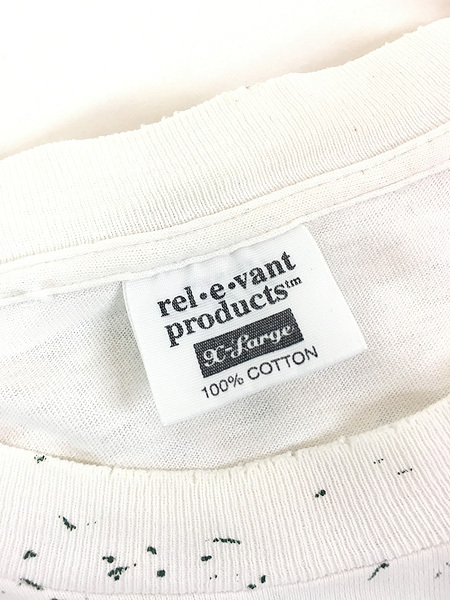 rel•e•vant
products™
X-Large
100% COTTON